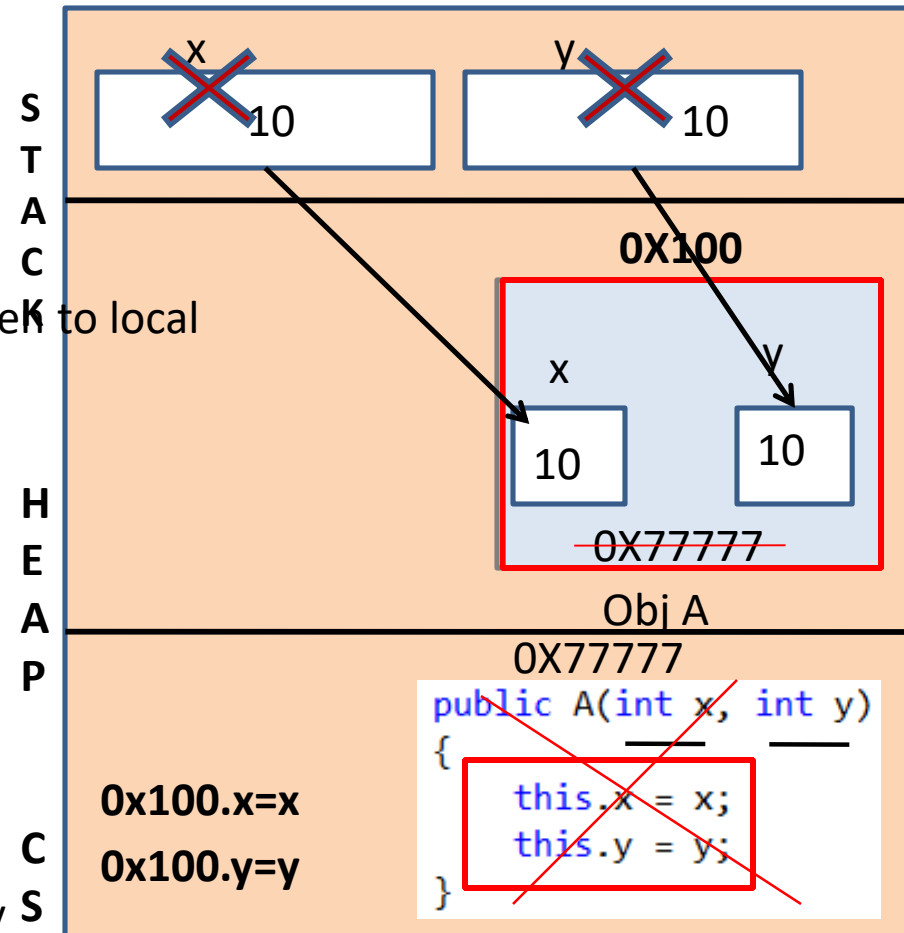 x y
10 10
S
T
A
C
K
0X100
to local
x y
10 10
0X77777
H
E
A
P
Obj A
0X77777
public A(int x, int y)
{
this.x = x;
this.y = y;
}
0x100.x=x
0x100.y=y
C
S